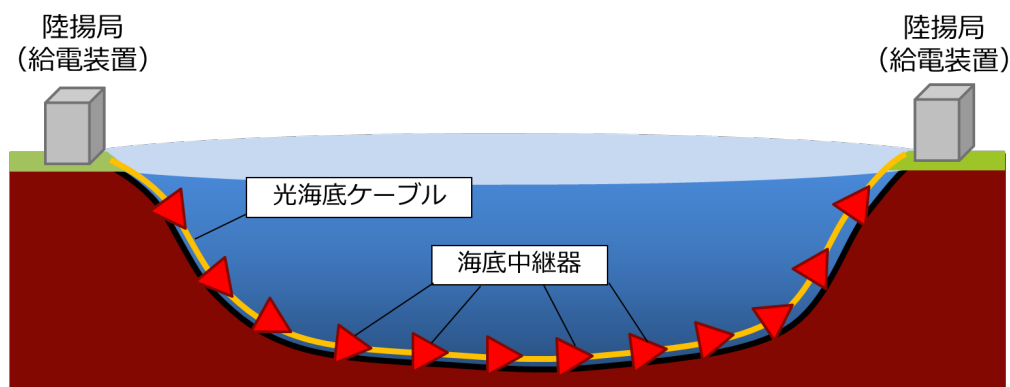 陸揚局
（給電装置）
陸揚局
（給電装置）
光海底ケーブル
海底中継器